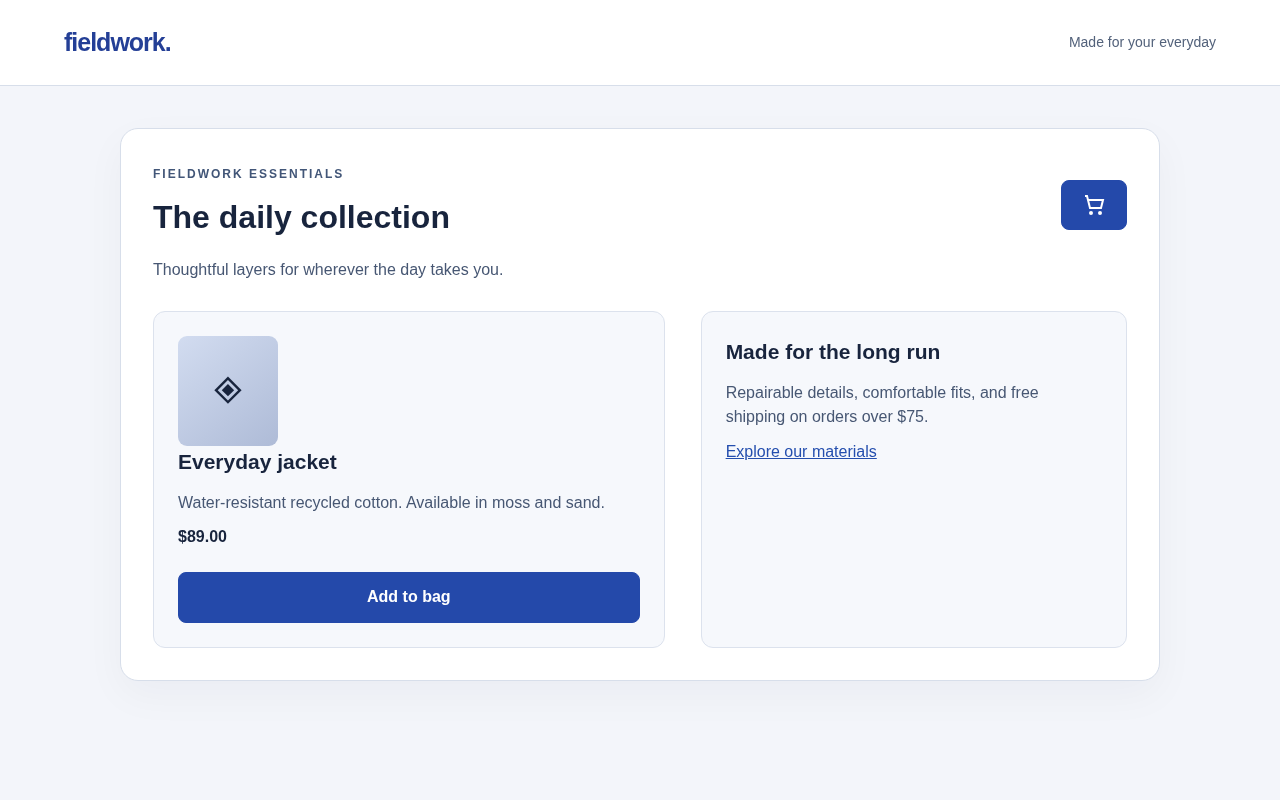 fieldwork.
Made for your everyday
FIELDWORK ESSENTIALS
The daily collection
Thoughtful layers for wherever the day takes you.
Everyday jacket
Water-resistant recycled cotton. Available in moss and sand.
$89.00
Add to bag
Made for the long run
Repairable details, comfortable fits, and free
shipping on orders over $75.
Explore our materials